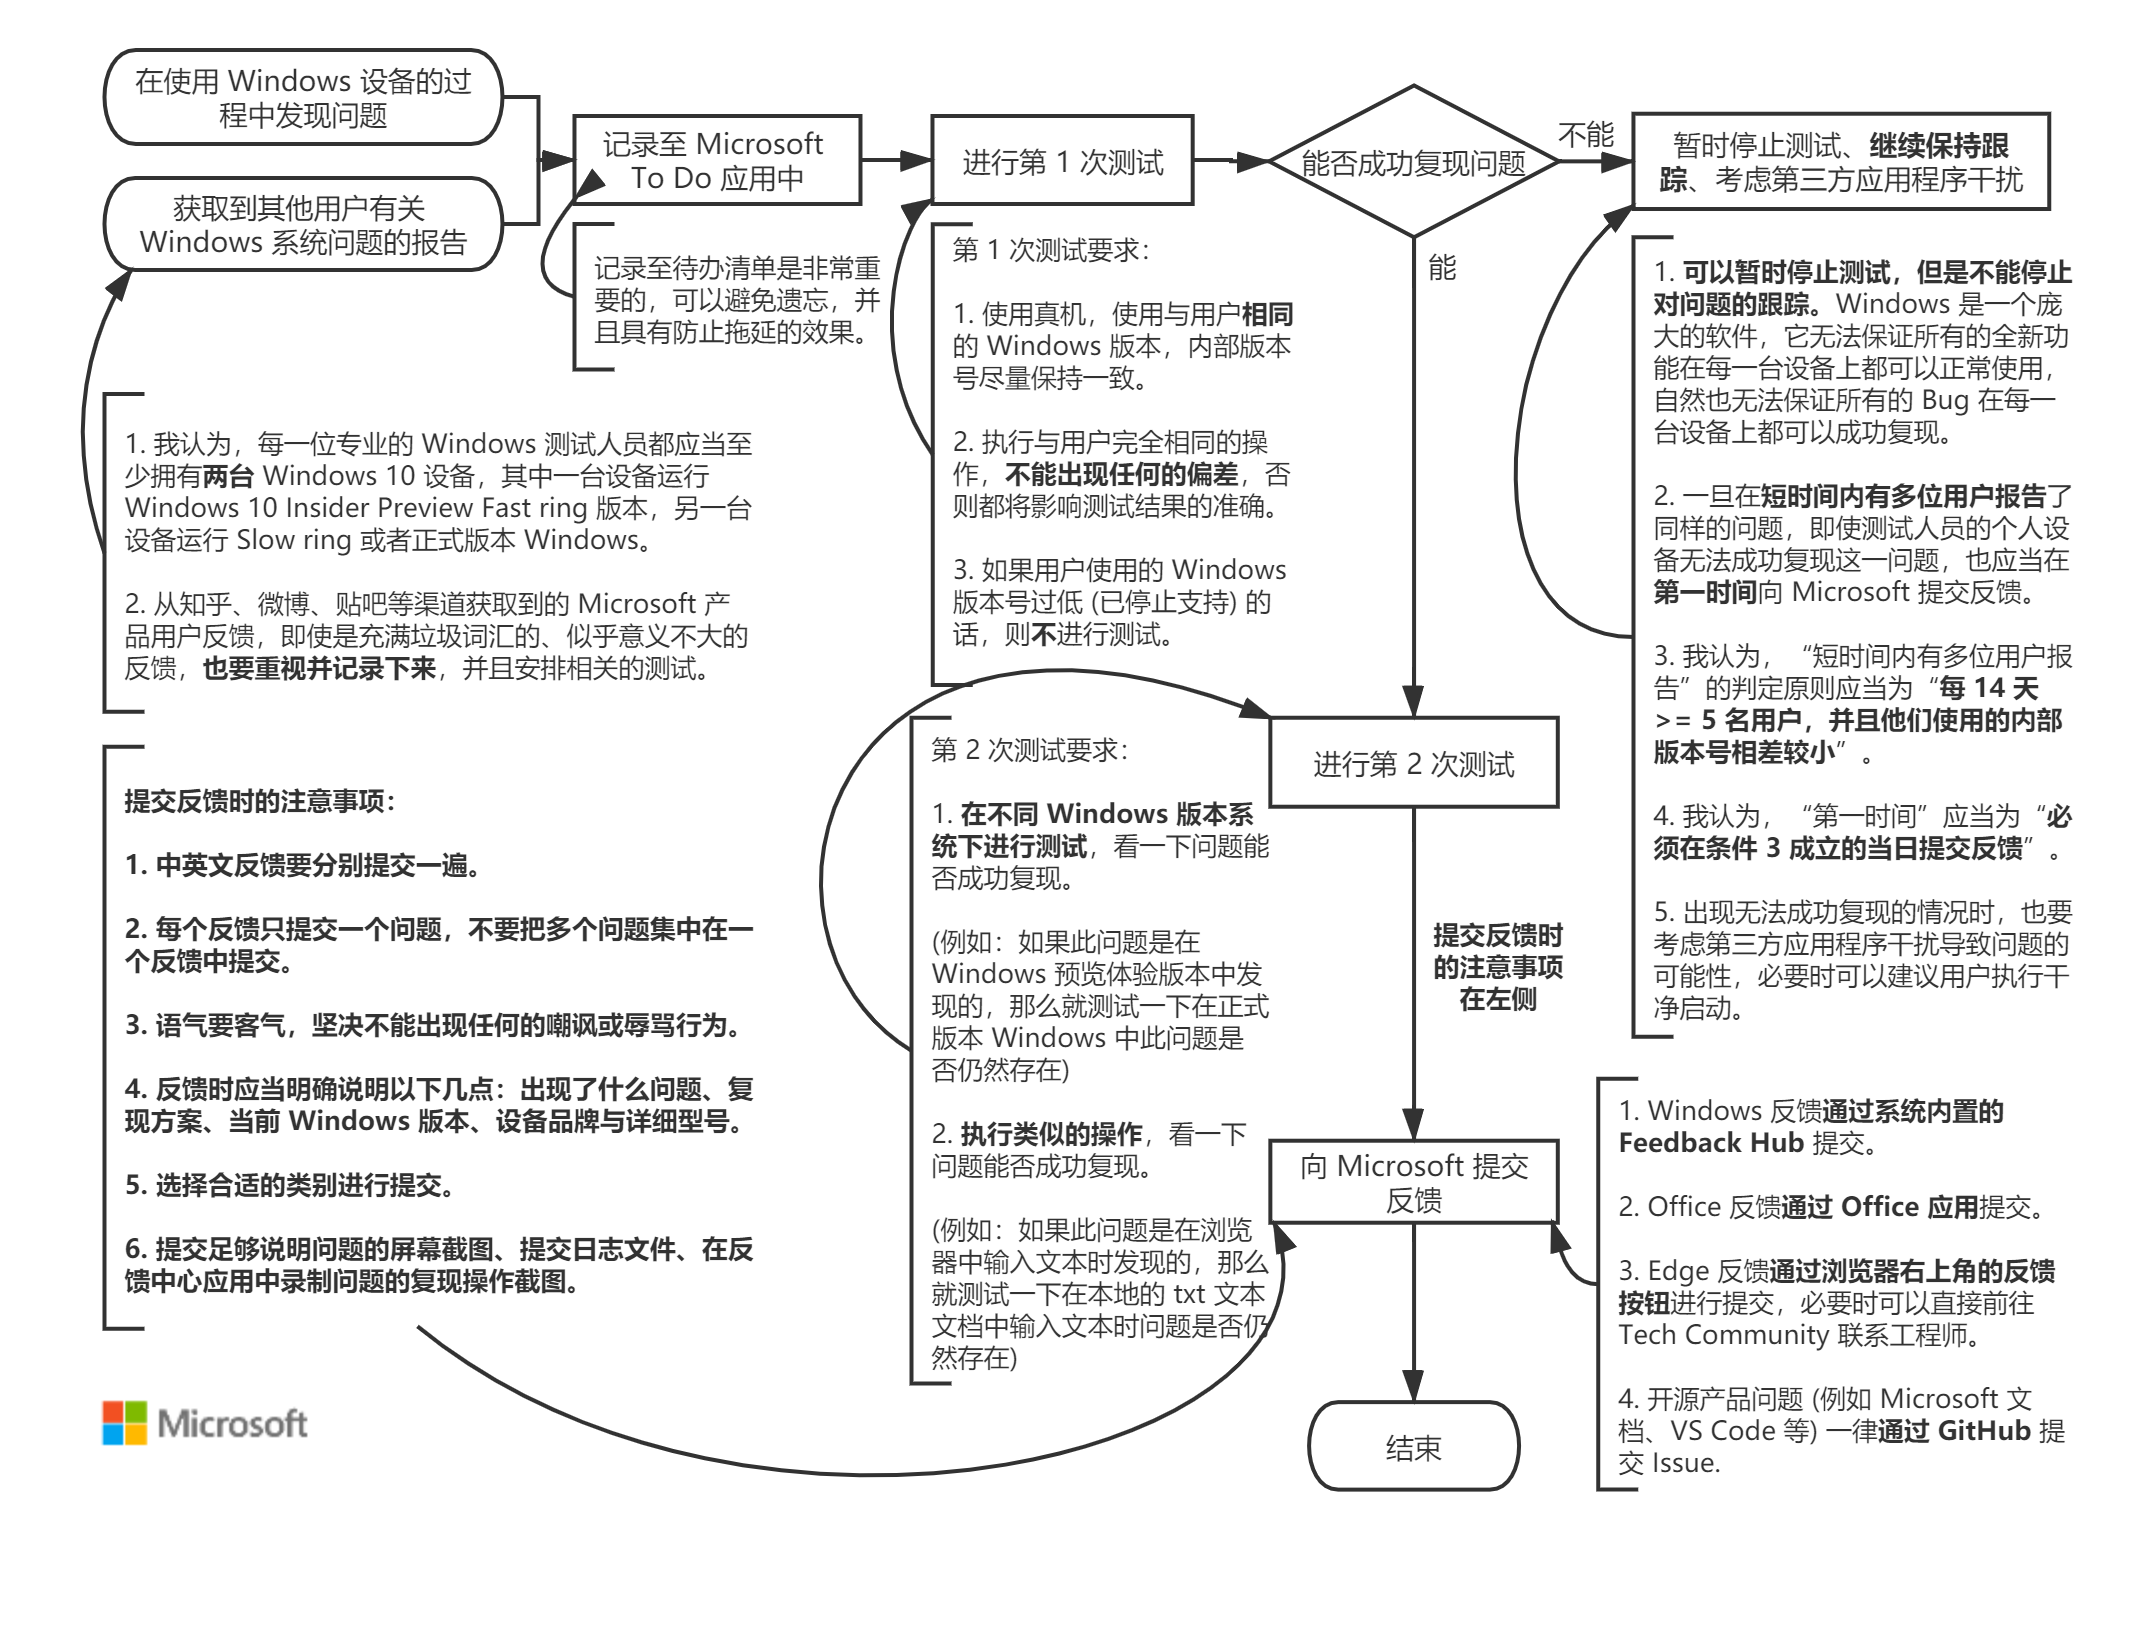 在使用 Windows 设备的过
程中发现问题
获取到其他用户有关
Windows 系统问题的报告
记录至 Microsoft
To Do 应用中
进行第 1 次测试
能否成功复现问题
不能
暂时停止测试、继续保持跟
踪、考虑第三方应用程序干扰
能
记录至待办清单是非常重
要的，可以避免遗忘，并
且具有防止拖延的效果。
1. 我认为，每一位专业的 Windows 测试人员都应当至
少拥有两台 Windows 10 设备，其中一台设备运行
Windows 10 Insider Preview Fast ring 版本，另一台
设备运行 Slow ring 或者正式版本 Windows。
2. 从知乎、微博、贴吧等渠道获取到的 Microsoft 产
品用户反馈，即使是充满垃圾词汇的、似乎意义不大的
反馈，也要重视并记录下来，并且安排相关的测试。
第 1 次测试要求：
1. 使用真机，使用与用户相同
的 Windows 版本，内部版本
号尽量保持一致。
2. 执行与用户完全相同的操
作，不能出现任何的偏差，否
则都将影响测试结果的准确。
3. 如果用户使用的 Windows
版本号过低 (已停止支持) 的
话，则不进行测试。
1. 可以暂时停止测试，但是不能停止
对问题的跟踪。Windows 是一个庞
大的软件，它无法保证所有的全新功
能在每一台设备上都可以正常使用，
自然也无法保证所有的 Bug 在每一
台设备上都可以成功复现。
2. 一旦在短时间内有多位用户报告了
同样的问题，即使测试人员的个人设
备无法成功复现这一问题，也应当在
第一时间向 Microsoft 提交反馈。
3. 我认为，“短时间内有多位用户报
告”的判定原则应当为“每 14 天
>= 5 名用户，并且他们使用的内部
版本号相差较小”。
4. 我认为，“第一时间”应当为“必
须在条件 3 成立的当日提交反馈”。
5. 出现无法成功复现的情况时，也要
考虑第三方应用程序干扰导致问题的
可能性，必要时可以建议用户执行干
净启动。
进行第 2 次测试
第 2 次测试要求：
1. 在不同 Windows 版本系
统下进行测试，看一下问题能
否成功复现。
(例如：如果此问题是在
Windows 预览体验版本中发
现的，那么就测试一下在正式
版本 Windows 中此问题是
否仍然存在)
2. 执行类似的操作，看一下
问题能否成功复现。
(例如：如果此问题是在浏览
器中输入文本时发现的，那么
就测试一下在本地的 txt 文本
文档中输入文本时问题是否仍
然存在)
提交反馈时的注意事项：
1. 中英文反馈要分别提交一遍。
2. 每个反馈只提交一个问题，不要把多个问题集中在一
个反馈中提交。
3. 语气要客气，坚决不能出现任何的嘲讽或辱骂行为。
4. 反馈时应当明确说明以下几点：出现了什么问题、复
现方案、当前 Windows 版本、设备品牌与详细型号。
5. 选择合适的类别进行提交。
6. 提交足够说明问题的屏幕截图、提交日志文件、在反
馈中心应用中录制问题的复现操作截图。
提交反馈时
的注意事项
在左侧
向 Microsoft 提交
反馈
1. Windows 反馈通过系统内置的
Feedback Hub 提交。
2. Office 反馈通过 Office 应用提交。
3. Edge 反馈通过浏览器右上角的反馈
按钮进行提交，必要时可以直接前往
Tech Community 联系工程师。
4. 开源产品问题 (例如 Microsoft 文
档、VS Code 等) 一律通过 GitHub 提
交 Issue.
结束
Microsoft